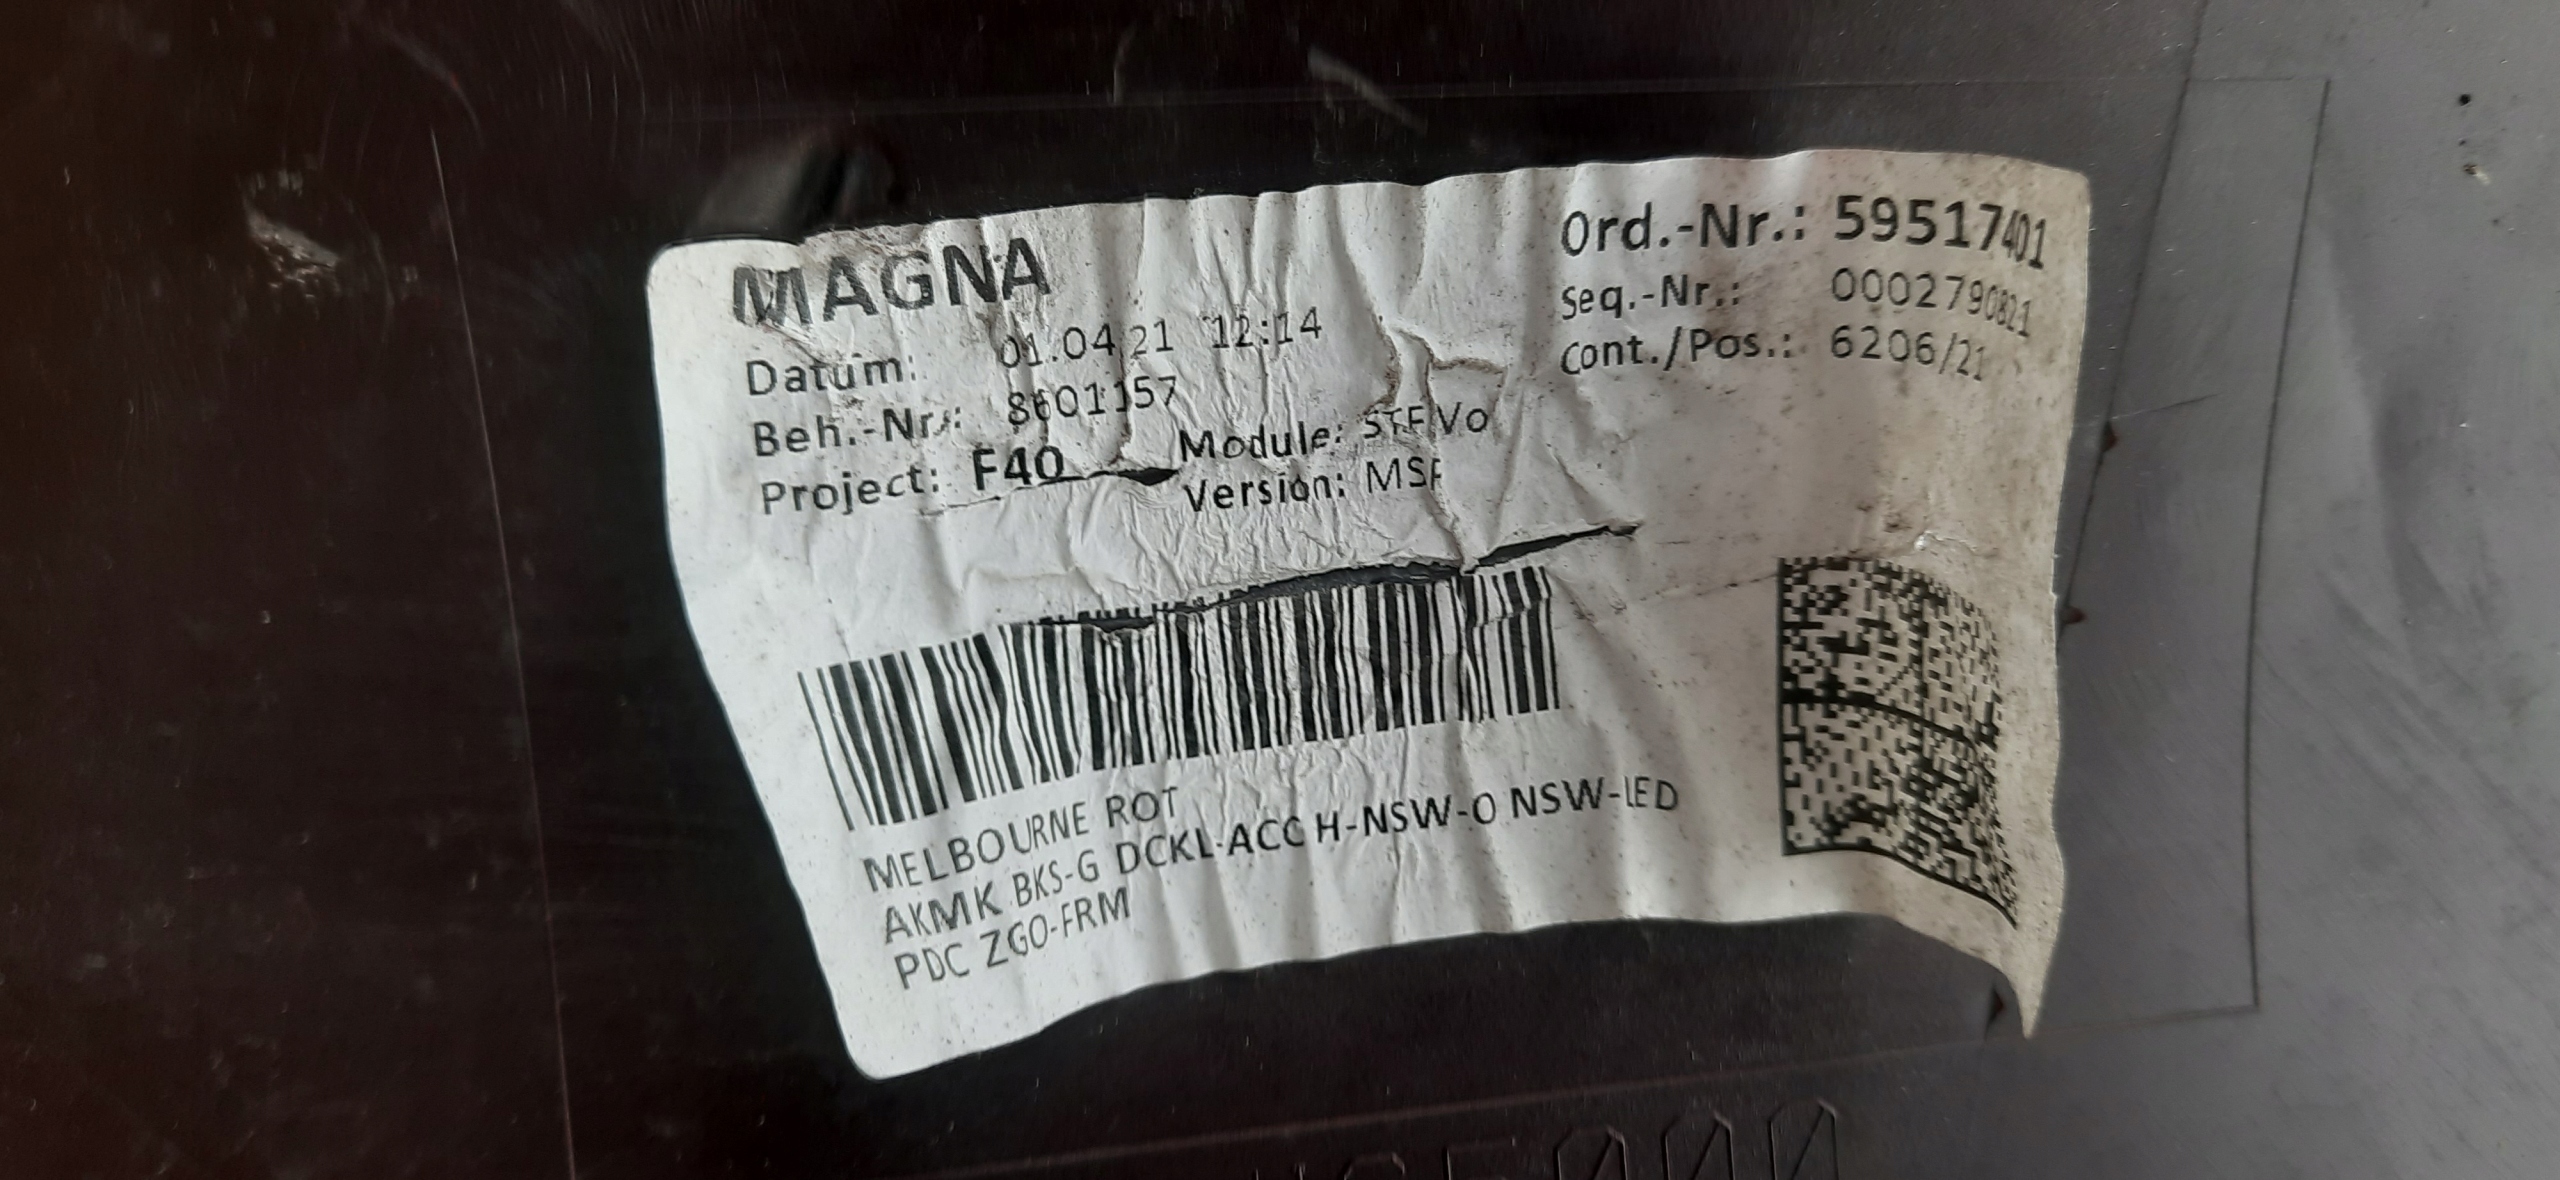 MAGNA
Datum: 01.04.21 12:14
Beh.-Nr.: 8601157
Project: F40
Module: STF Vo
Version: MSF
Ord.-Nr.: 59517401
Seq.-Nr.: 0002790821
Cont./Pos.: 6206/21
MELBOURNE ROT
AKMK BKS-G DCKL-ACC H-NSW-O NSW-LED
PDC ZGO-FRM